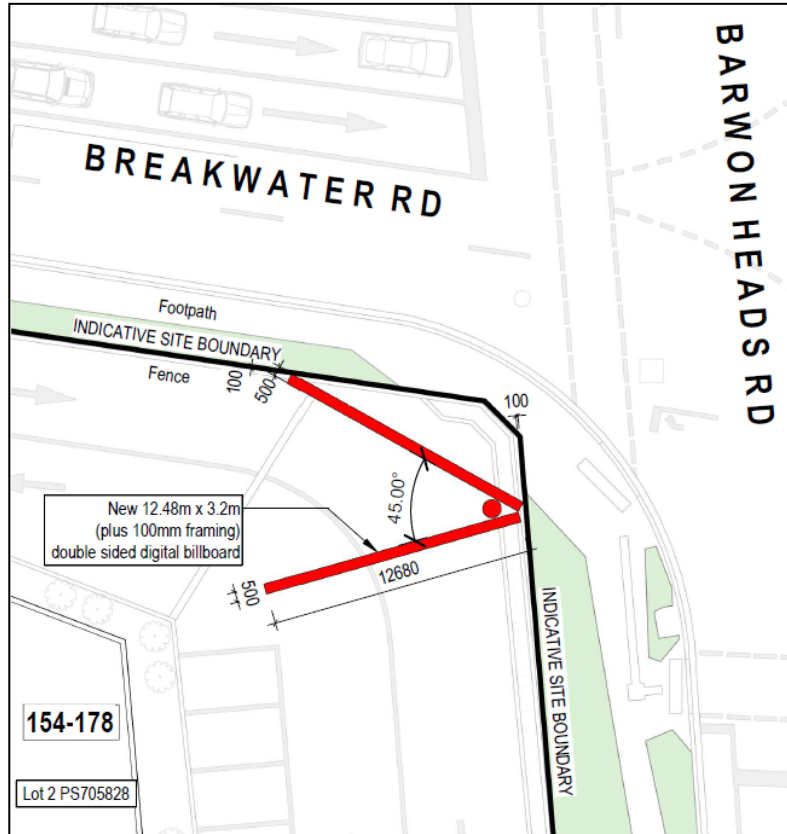 BREAKWATER RD
BARWON HEADS RD
Footpath
INDICATIVE SITE BOUNDARY
Fence
100
500
100
45.00°
New 12.48m x 3.2m
(plus 100mm framing)
double sided digital billboard
12680
500
INDICATIVE SITE BOUNDARY
154-178
Lot 2 PS705828